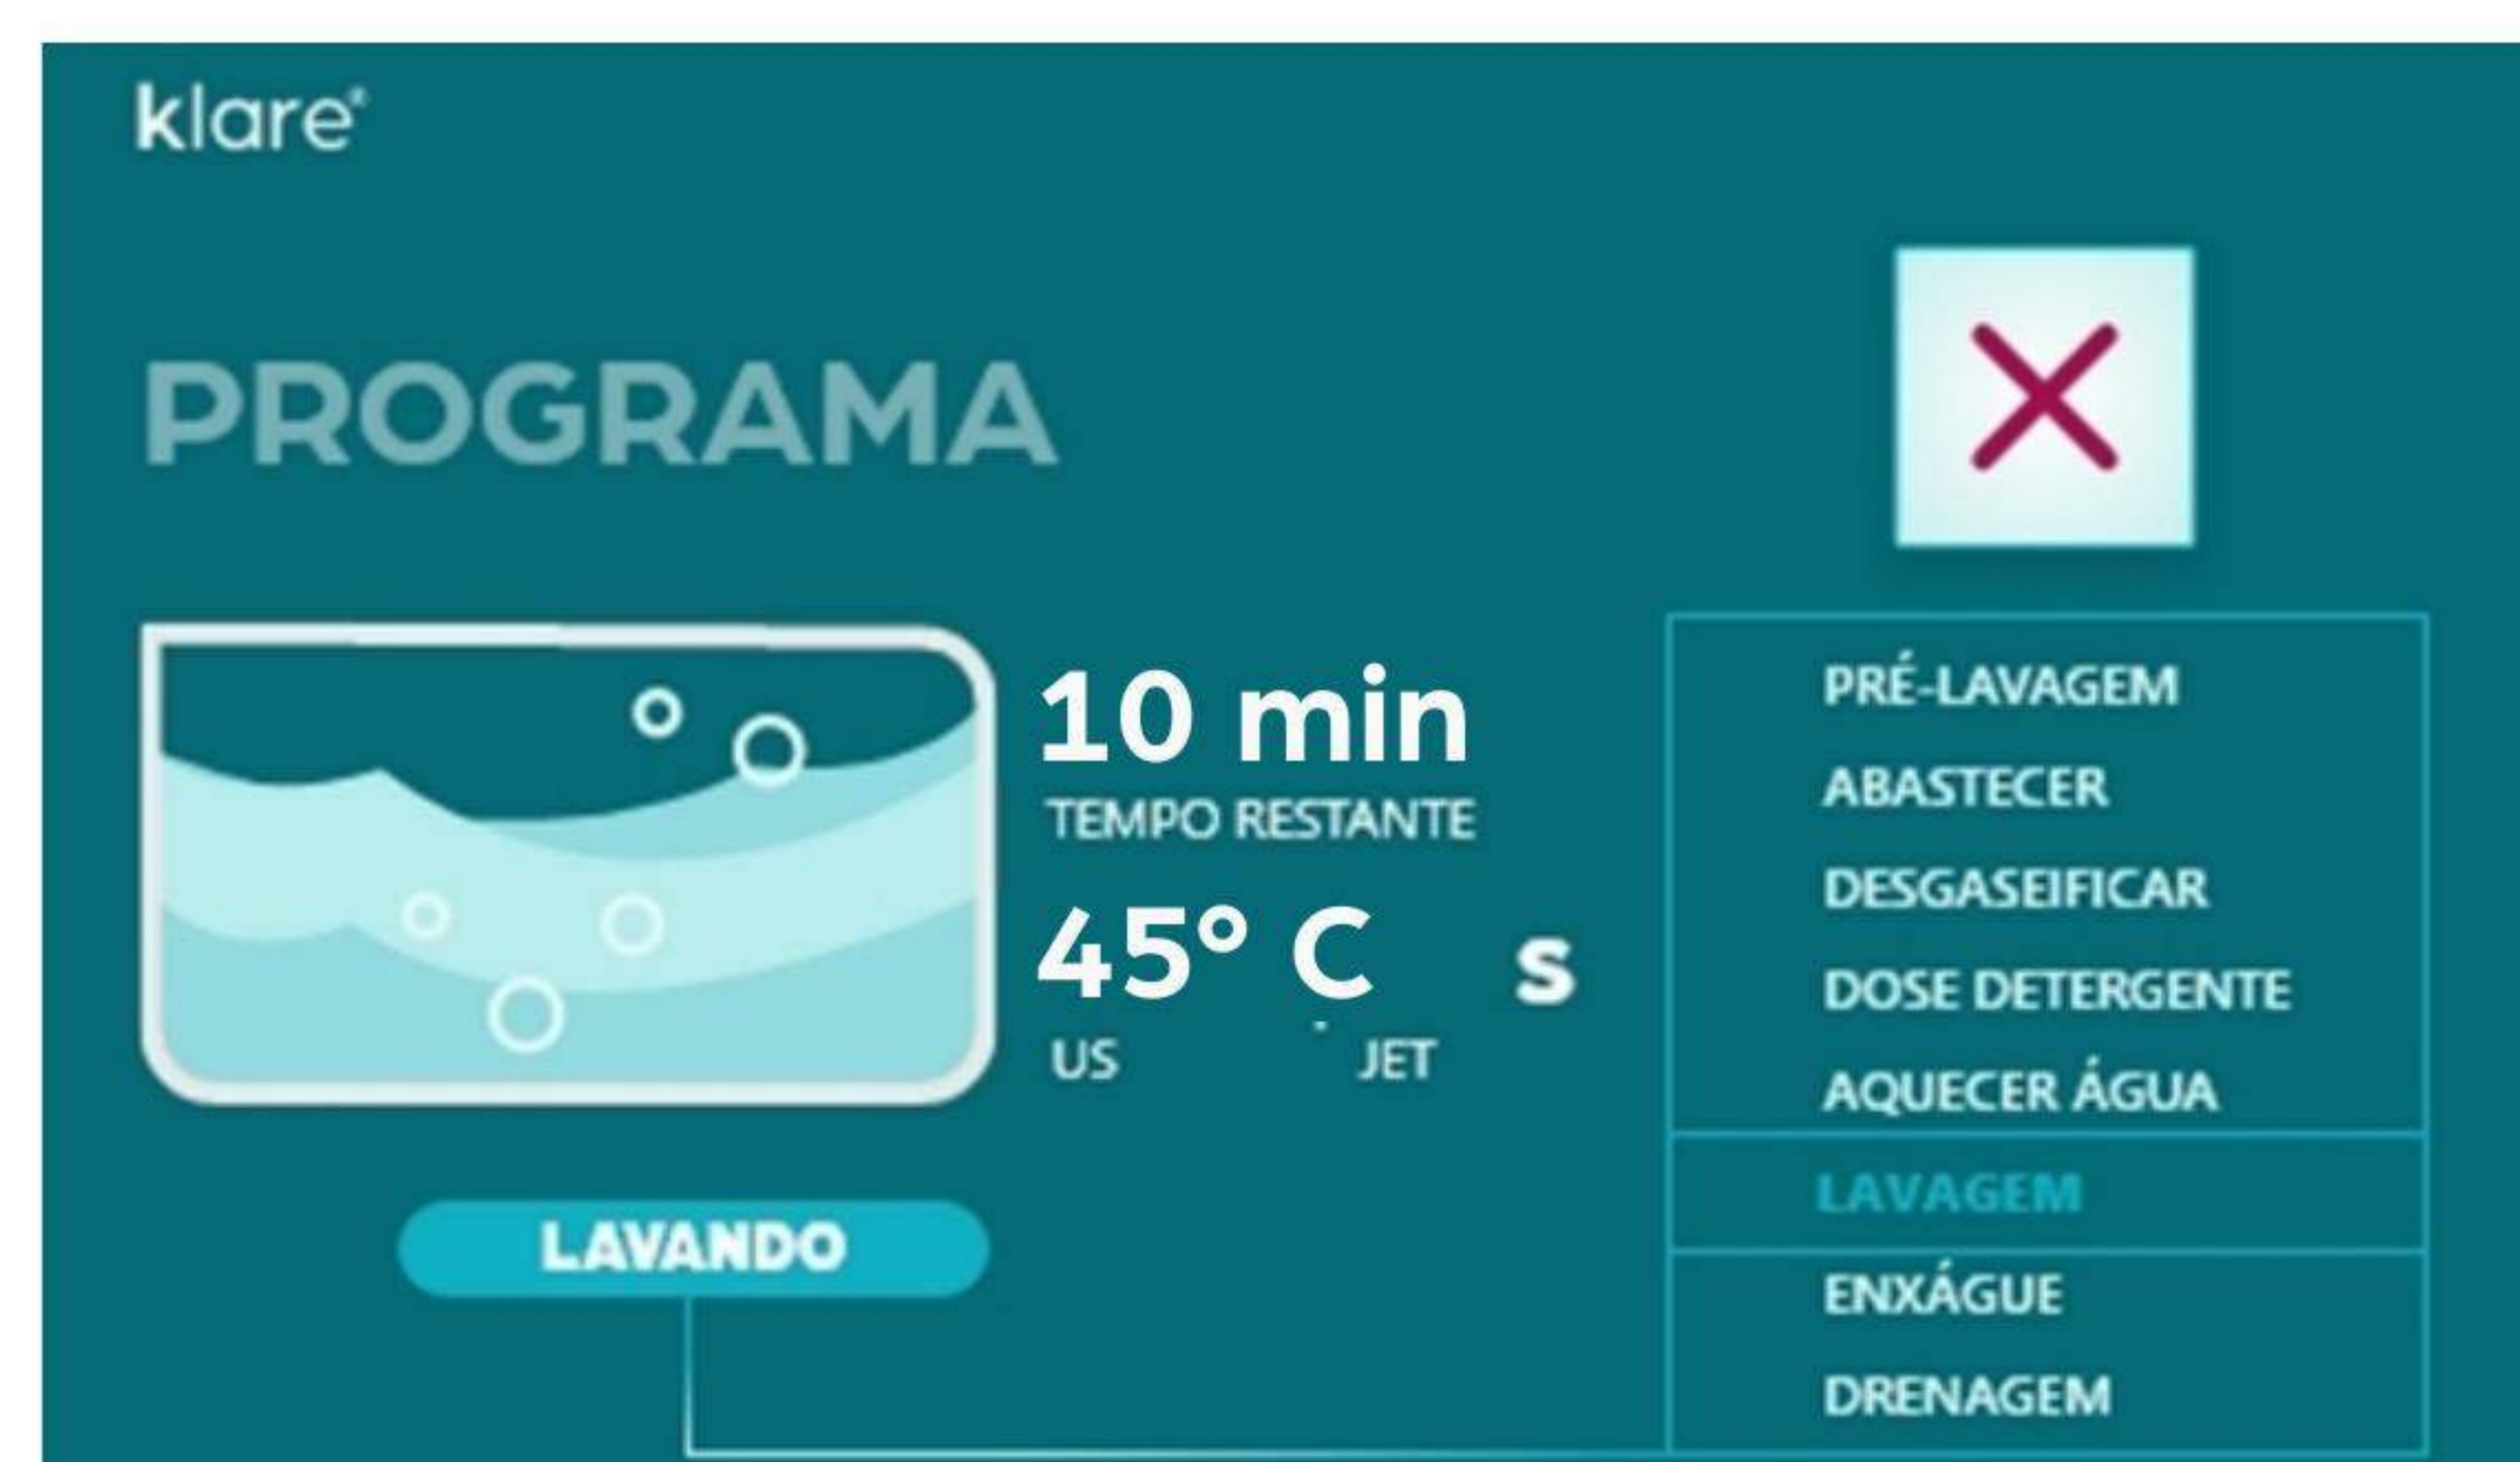 klare®
PROGRAMA
10 min
TEMPO RESTANTE
45° C
S
US
JET
LAVANDO
PRÉ-LAVAGEM
ABASTECER
DESGASEIFICAR
DOSE DETERGENTE
AQUECER ÁGUA
LAVAGEM
ENXÁGUE
DRENAGEM